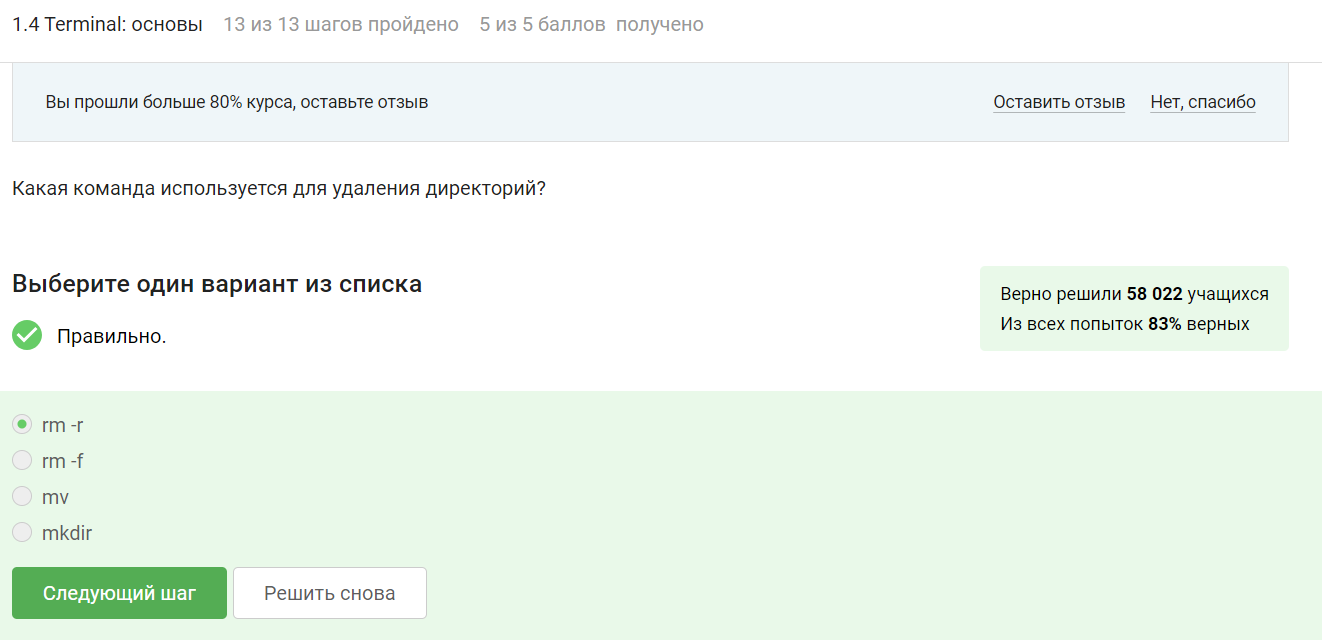 1.4 Terminal: основы 13 из 13 шагов пройдено 5 из 5 баллов получено
Вы прошли больше 80% курса, оставьте отзыв Оставить отзыв Нет, спасибо
Какая команда используется для удаления директорий?
Выберите один вариант из списка
Правильно.
Верно решили 58 022 учащихся
Из всех попыток 83% верных
rm -r
rm -f
mv
mkdir
Следующий шаг Решить снова